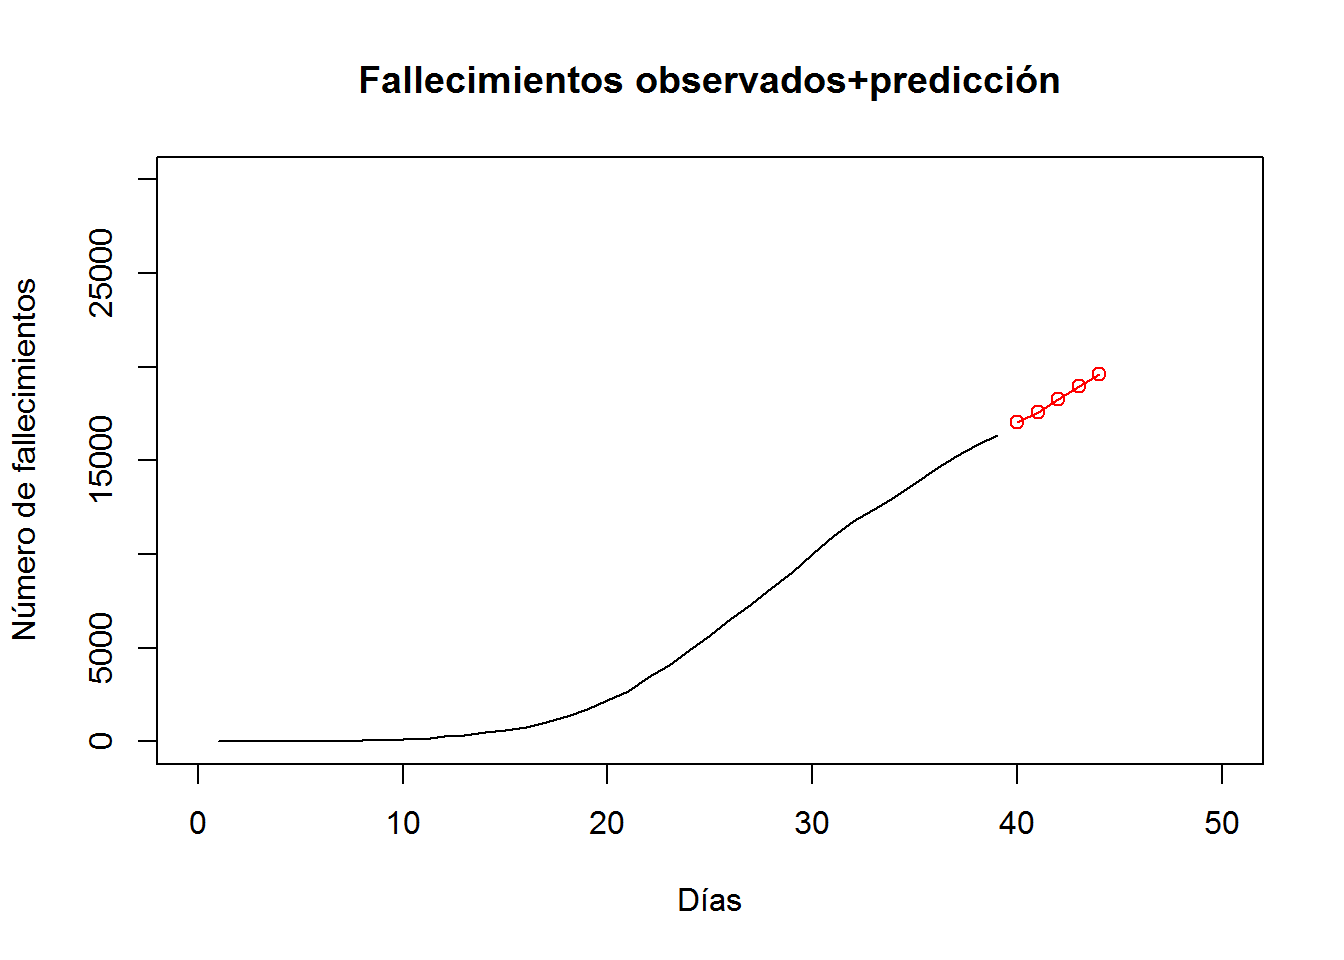 Fallecimientos observados+predicción
Número de fallecimientos
25000
15000
5000
0
0 10 20 30 40 50
Días